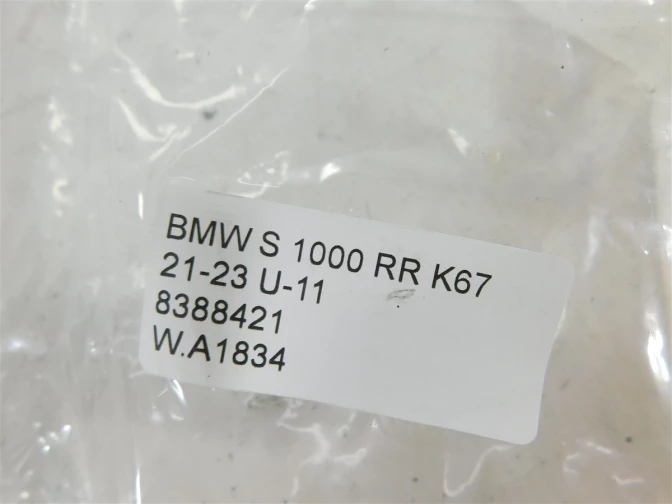 BMW S 1000 RR K67
21-23 U-11
8388421
W.A1834